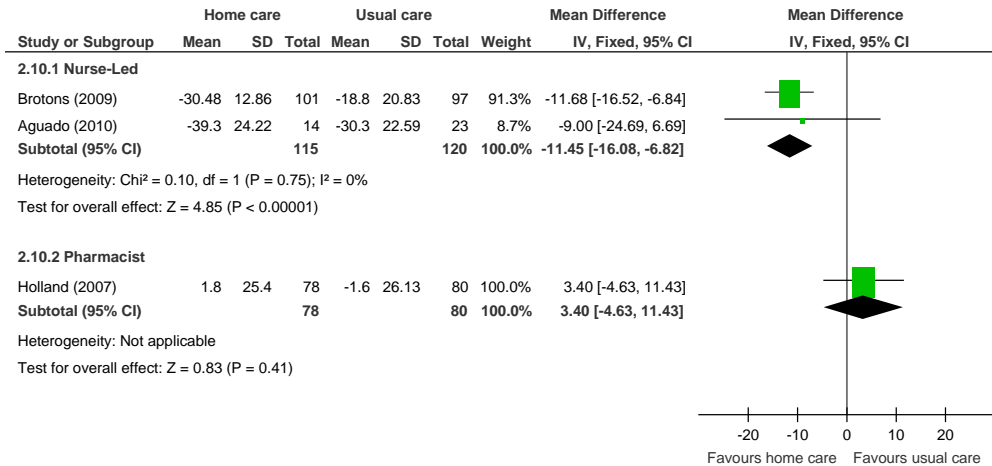 Home care Usual care Mean Difference Mean Difference
Study or Subgroup Mean SD Total Mean SD Total Weight IV, Fixed, 95% CI IV, Fixed, 95% CI
2.10.1 Nurse-Led
Brotons (2009) -30.48 12.86 101 -18.8 20.83 97 91.3% -11.68 [-16.52, -6.84]
Aguado (2010) -39.3 24.22 14 -30.3 22.59 23 8.7% -9.00 [-24.69, 6.69]
Subtotal (95% CI) 115 120 100.0% -11.45 [-16.08, -6.82]
Heterogeneity: Chi² = 0.10, df = 1 (P = 0.75); I² = 0%
Test for overall effect: Z = 4.85 (P < 0.00001)
2.10.2 Pharmacist
Holland (2007) 1.8 25.4 78 -1.6 26.13 80 100.0% 3.40 [-4.63, 11.43]
Subtotal (95% CI) 78 80 100.0% 3.40 [-4.63, 11.43]
Heterogeneity: Not applicable
Test for overall effect: Z = 0.83 (P = 0.41)
-20 -10 0 10 20
Favours home care Favours usual care